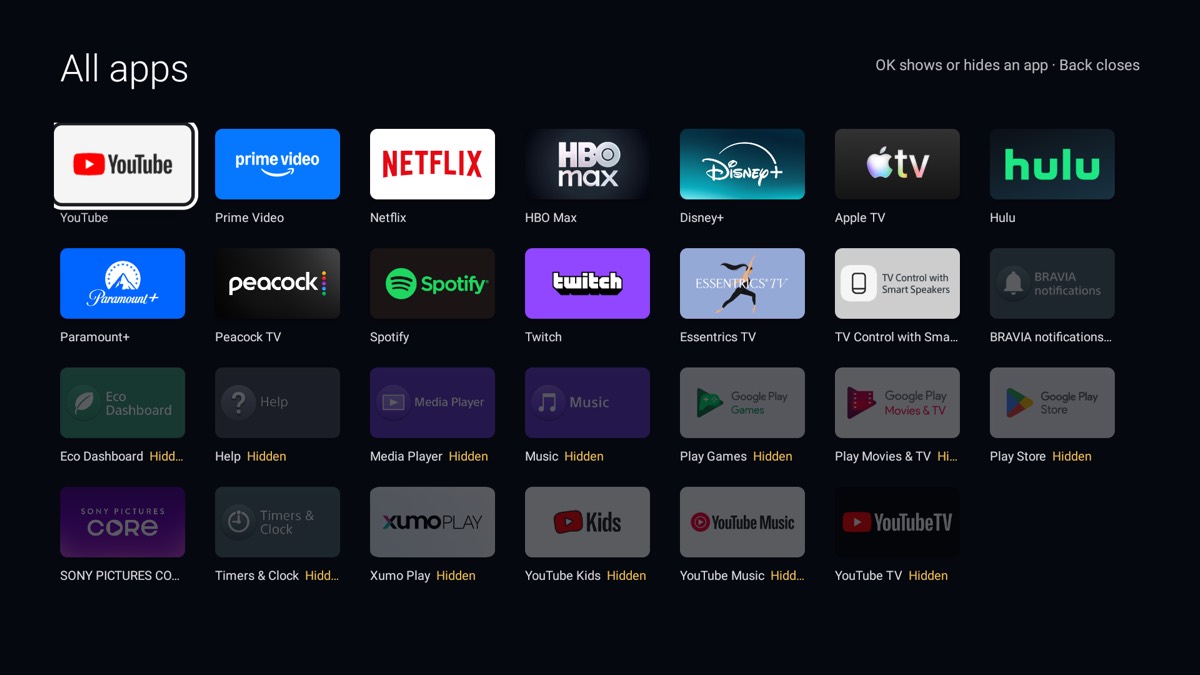 All apps
OK shows or hides an app · Back closes
YouTube
prime video
NETFLIX
HBO
max
Disney+
tv
hulu
YouTube
Prime Video
Netflix
HBO Max
Disney+
Apple TV
Hulu
Paramount+
peacock
Spotify
twitch
ESSENTRICS TV
TV Control with
Smart Speakers
BRAVIA
notifications
Paramount+
Peacock TV
Spotify
Twitch
Essentrics TV
TV Control with Sma...
BRAVIA notifications...
Eco
Dashboard
Help
Media Player
Music
Google Play
Games
Google Play
Movies & TV
Google Play
Store
Eco Dashboard Hidd...
Help Hidden
Media Player Hidden
Music Hidden
Play Games Hidden
Play Movies & TV Hi...
Play Store Hidden
SONY PICTURES
CORE
Timers &
Clock
XUMO PLAY
Kids
YouTube Music
YouTubeTV
SONY PICTURES CO...
Timers & Clock Hidd...
Xumo Play Hidden
YouTube Kids Hidden
YouTube Music Hidd...
YouTube TV Hidden